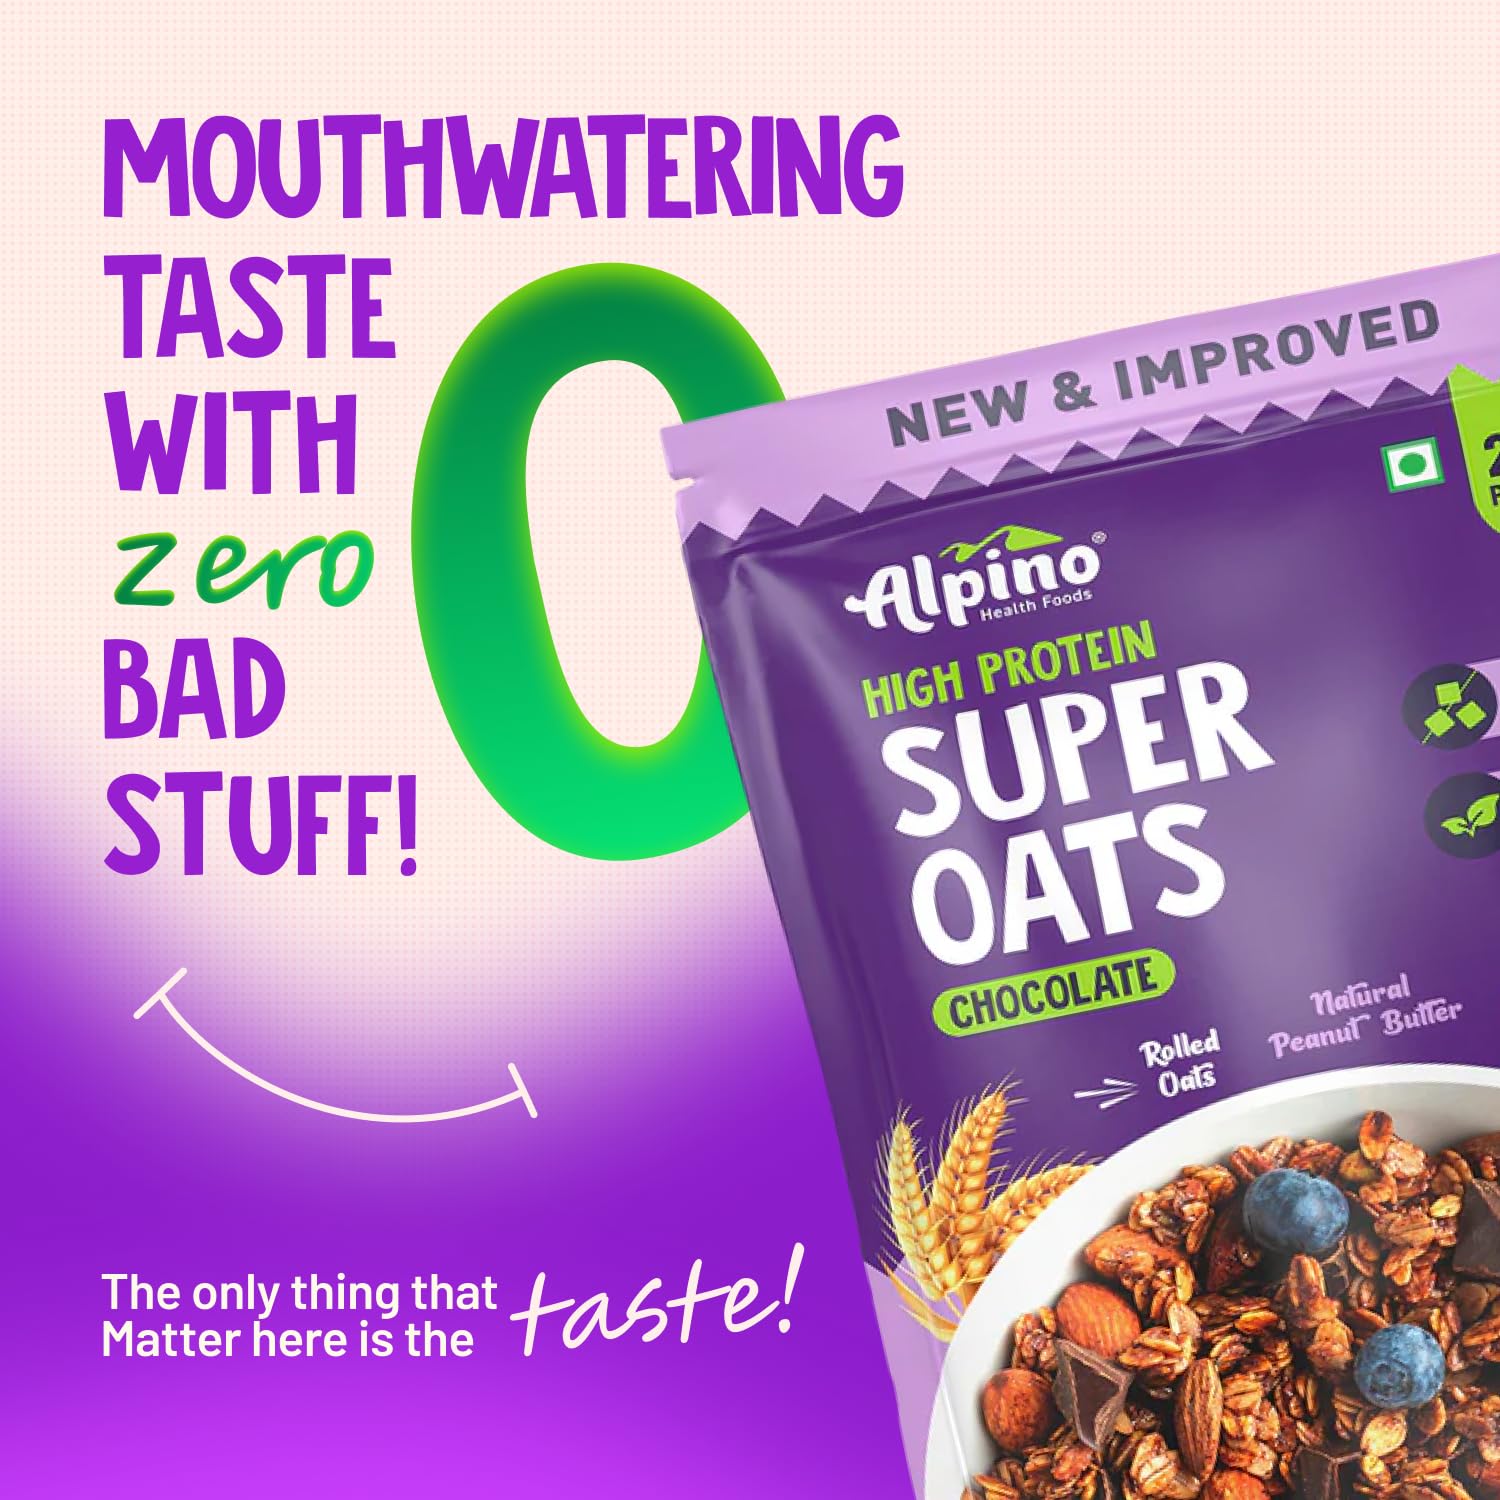 MOUTHWATERING
TASTE
WITH
zero
BAD
STUFF!
0
NEW & IMPROVED
Alpino®
Health Foods
HIGH PROTEIN
SUPER
OATS
CHOCOLATE
Rolled
Oats
Natural
Peanut Butter
The only thing that
Matter here is the
taste!